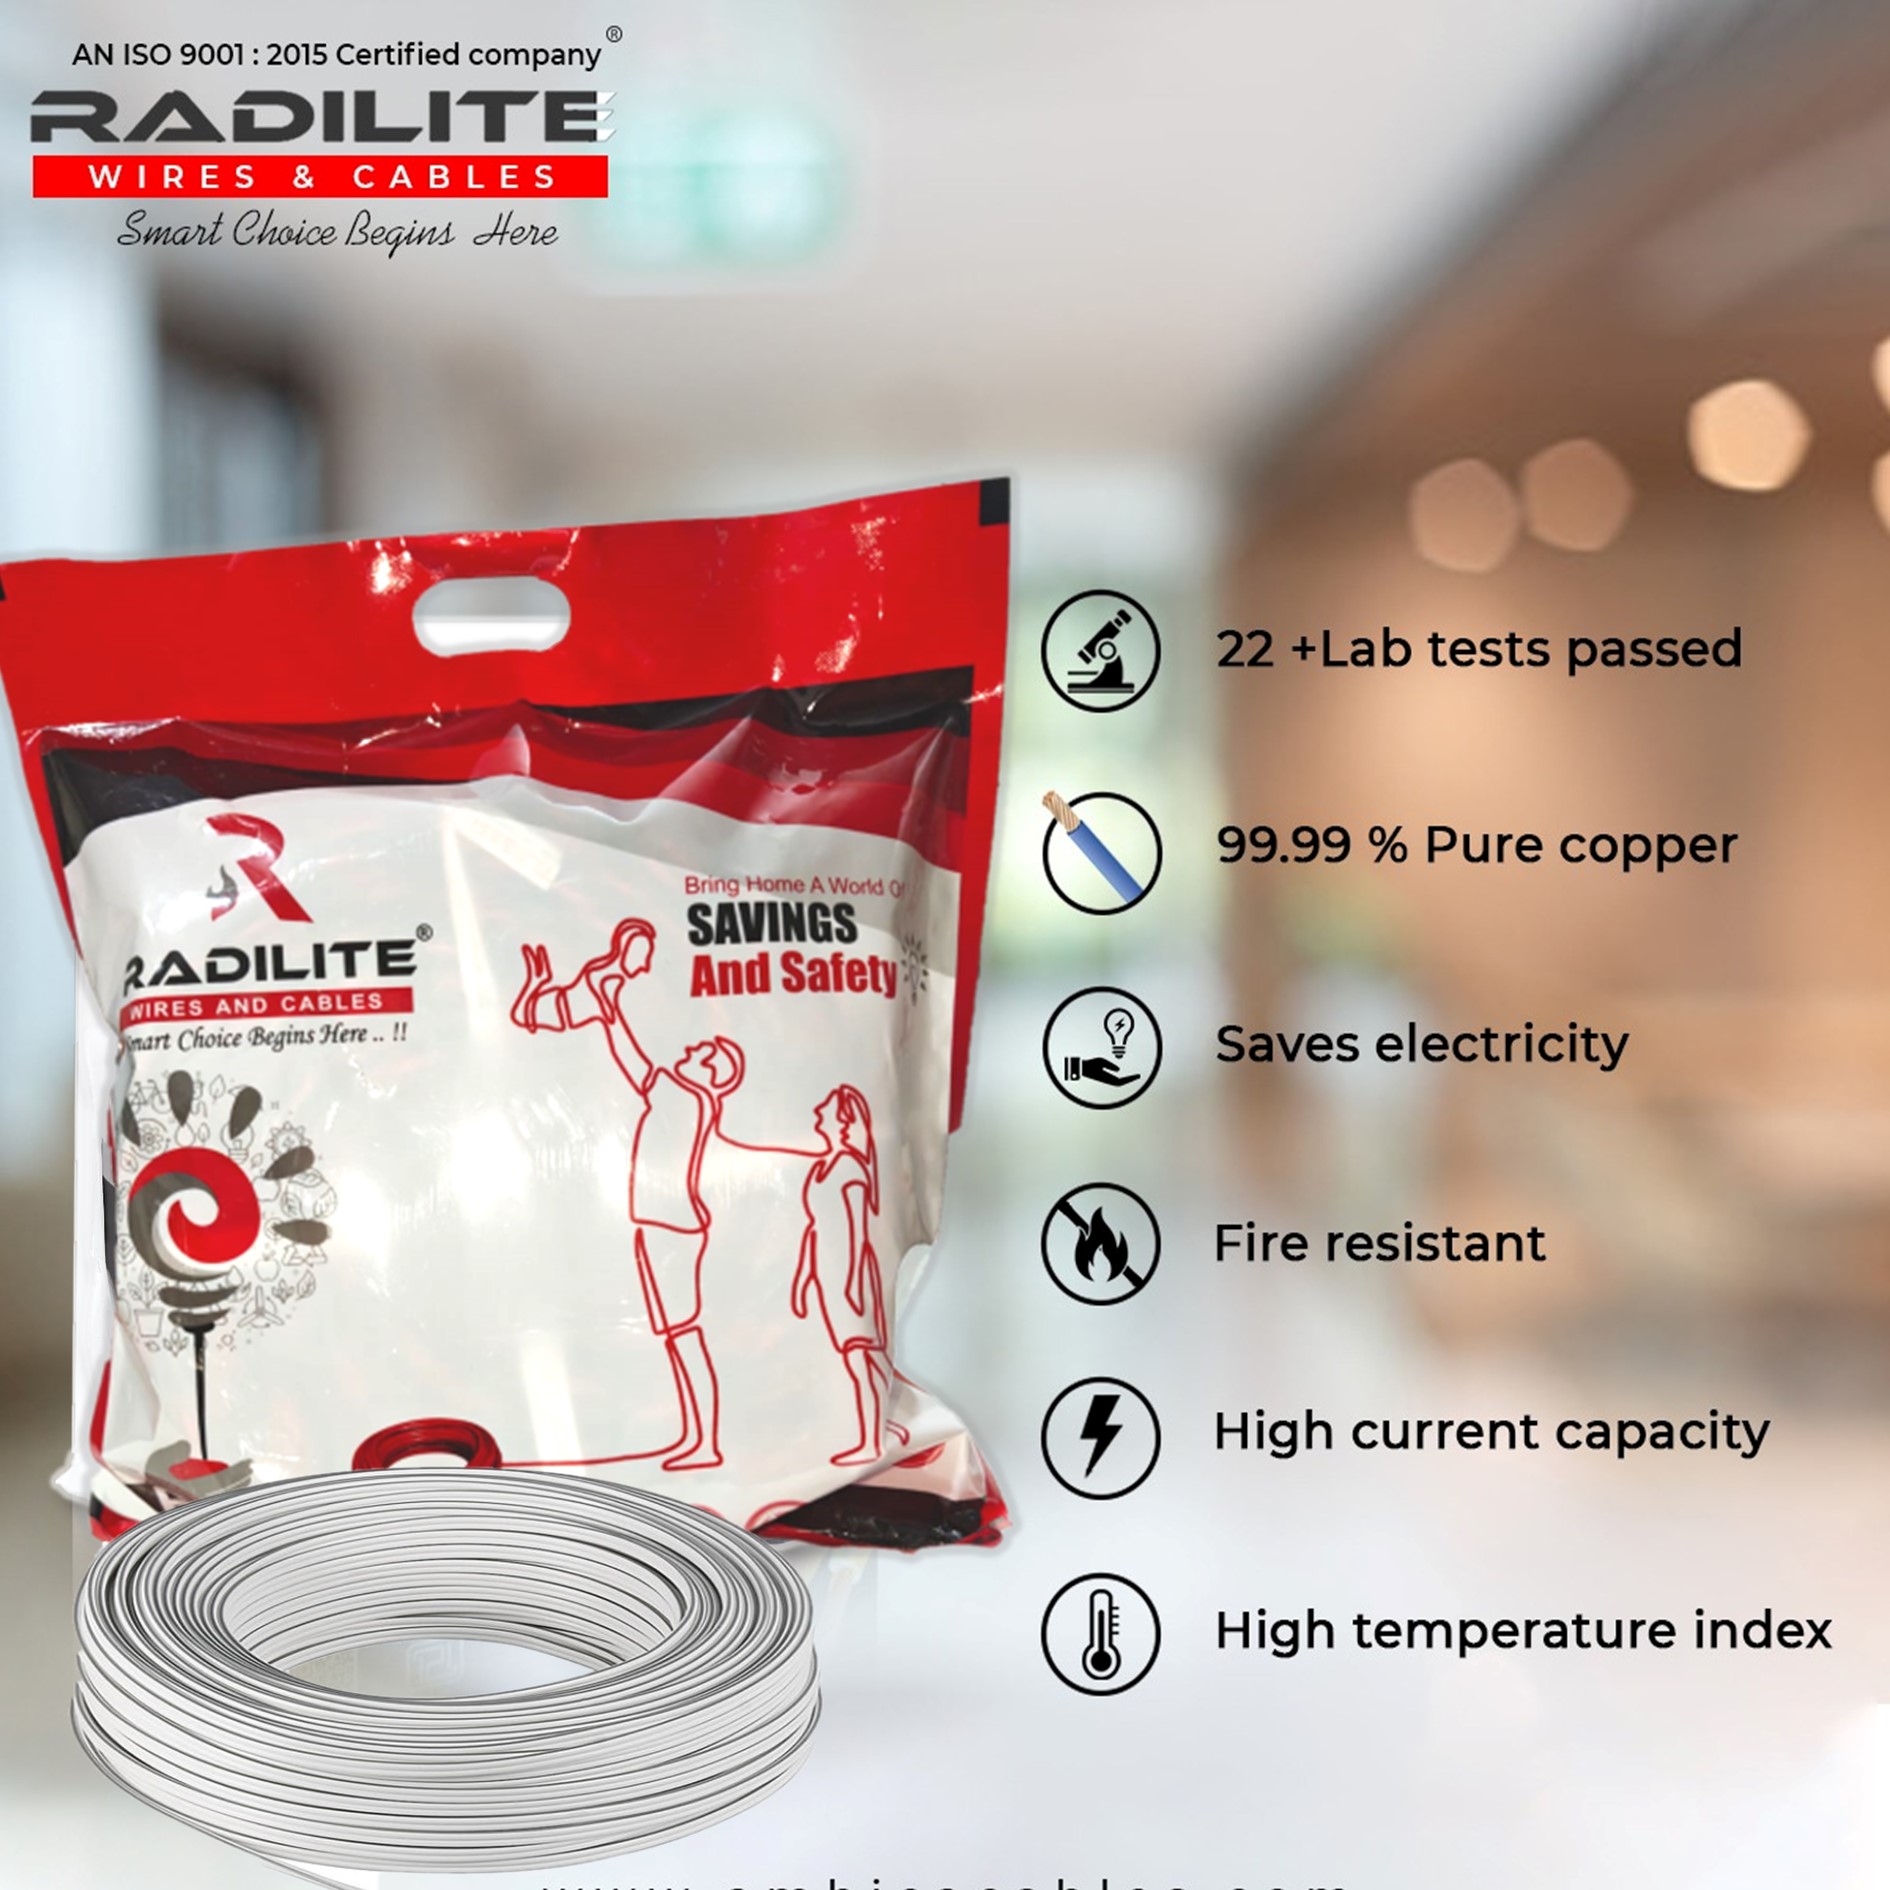 AN ISO 9001 : 2015 Certified company ®
RADILITE
WIRES & CABLES
Smart Choice Begins Here
R
RADILITE®
WIRES AND CABLES
Smart Choice Begins Here .. !!
Bring Home A World Of
SAVINGS
And Safety
22 +Lab tests passed
99.99 % Pure copper
Saves electricity
Fire resistant
High current capacity
High temperature index